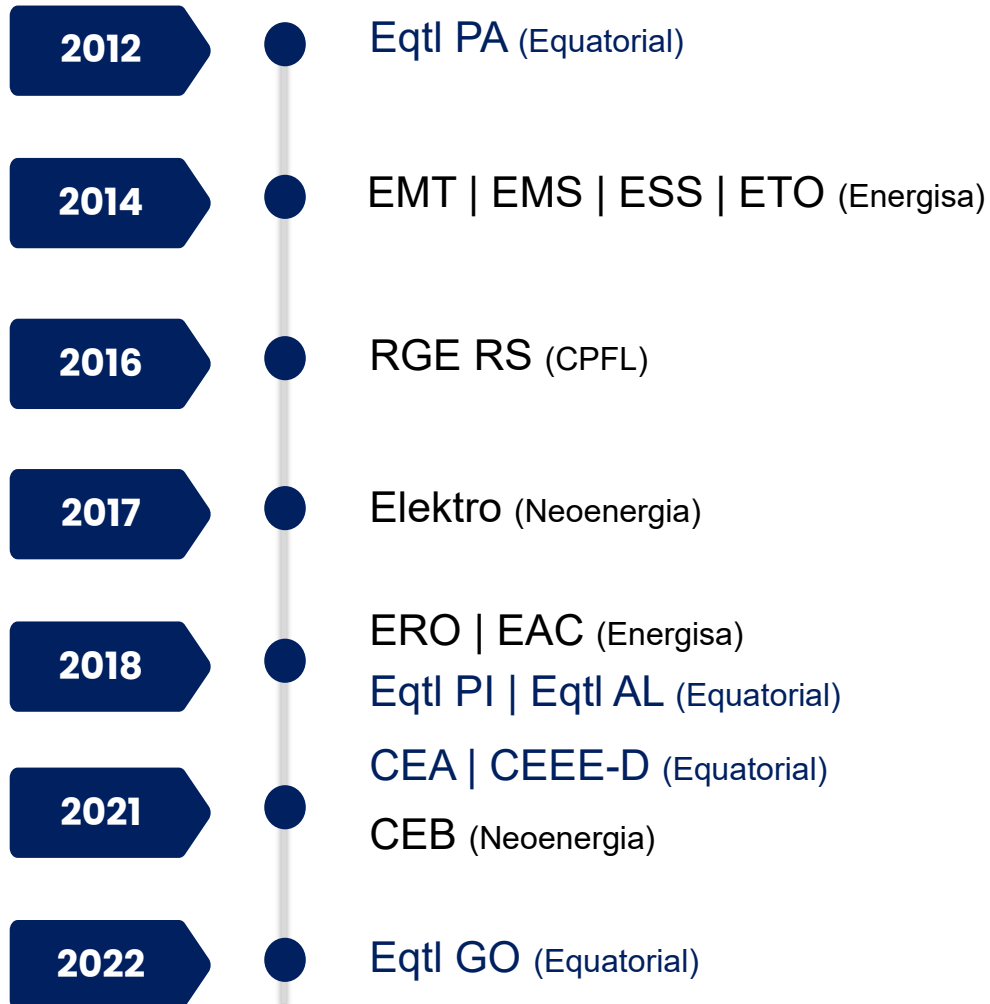 2012
Eqtl PA (Equatorial)
2014
EMT | EMS | ESS | ETO (Energisa)
2016
RGE RS (CPFL)
2017
Elektro (Neoenergia)
2018
ERO | EAC (Energisa)
Eqtl PI | Eqtl AL (Equatorial)
2021
CEA | CEEE-D (Equatorial)
CEB (Neoenergia)
2022
Eqtl GO (Equatorial)